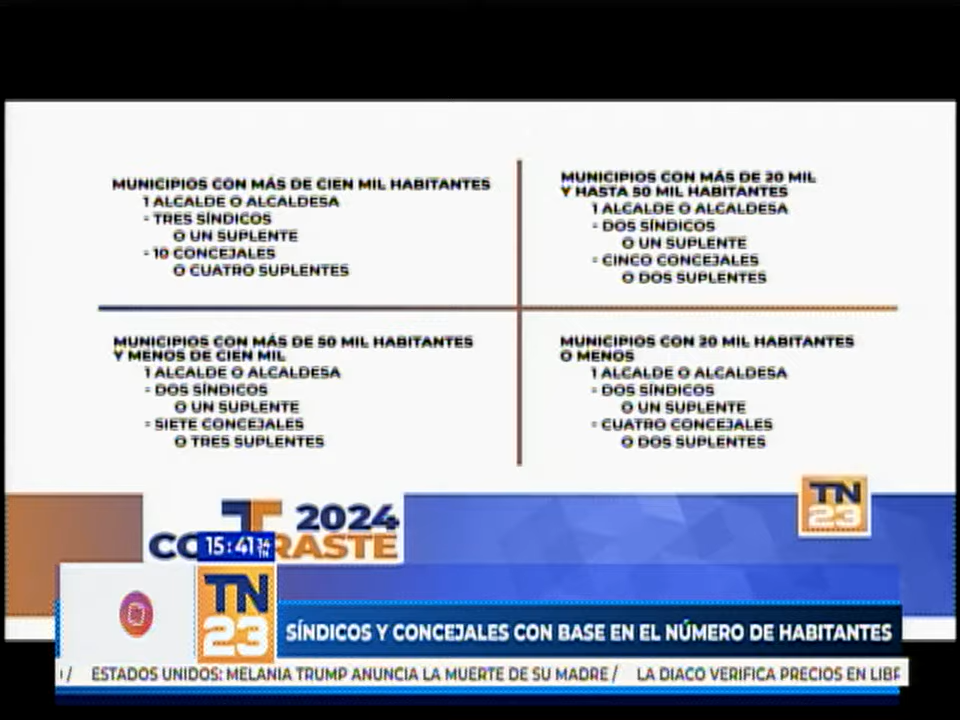 MUNICIPIOS CON MÁS DE CIEN MIL HABITANTES
1 ALCALDE O ALCALDESA
- TRES SÍNDICOS
O UN SUPLENTE
- 10 CONCEJALES
O CUATRO SUPLENTES
MUNICIPIOS CON MÁS DE 20 MIL
Y HASTA 50 MIL HABITANTES
1 ALCALDE O ALCALDESA
- DOS SÍNDICOS
O UN SUPLENTE
- CINCO CONCEJALES
O DOS SUPLENTES
MUNICIPIOS CON MÁS DE 50 MIL HABITANTES
Y MENOS DE CIEN MIL
1 ALCALDE O ALCALDESA
- DOS SÍNDICOS
O UN SUPLENTE
- SIETE CONCEJALES
O TRES SUPLENTES
MUNICIPIOS CON 20 MIL HABITANTES
O MENOS
1 ALCALDE O ALCALDESA
- DOS SÍNDICOS
O UN SUPLENTE
- CUATRO CONCEJALES
O DOS SUPLENTES
TN
23
T 2024
CO RASTE
15:41 34
TN
TN
23
SÍNDICOS Y CONCEJALES CON BASE EN EL NÚMERO DE HABITANTES
/ ESTADOS UNIDOS: MELANIA TRUMP ANUNCIA LA MUERTE DE SU MADRE / LA DIACO VERIFICA PRECIOS EN